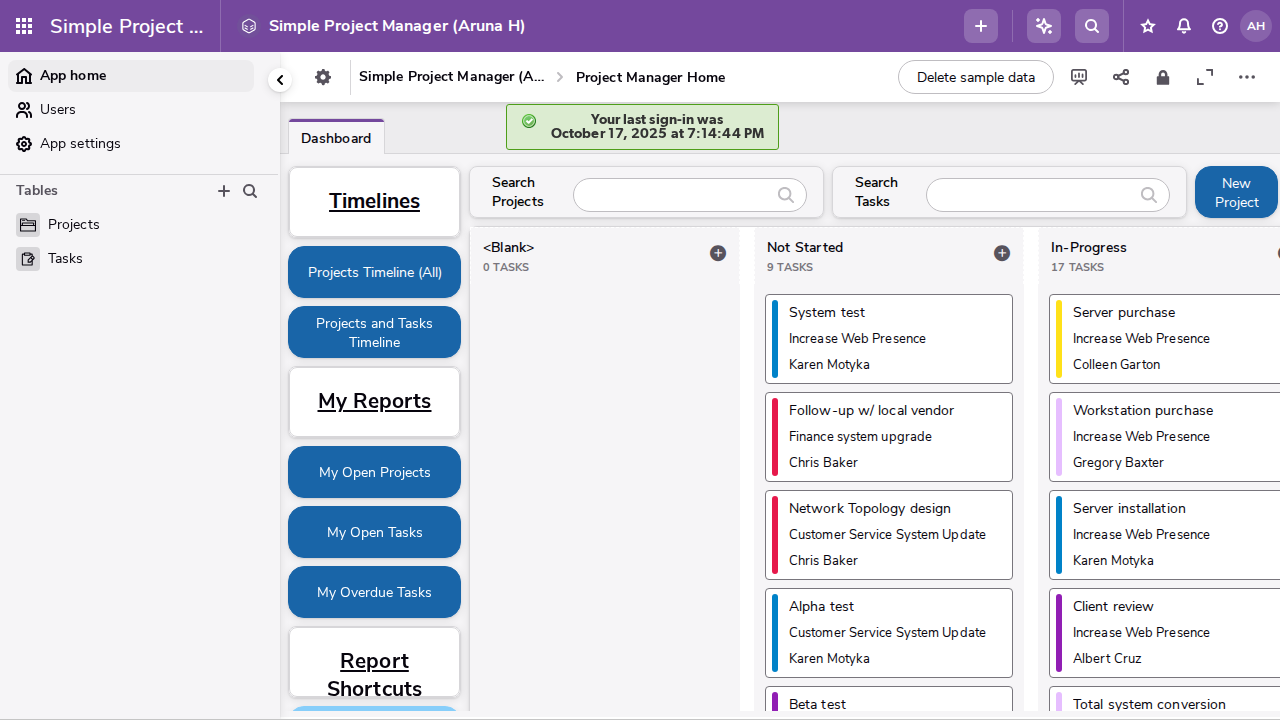 Simple Project ...
Simple Project Manager (Aruna H)
AH
App home
Users
App settings
Tables
Projects
Tasks
Simple Project Manager (A...
Project Manager Home
Delete sample data
Your last sign-in was
October 17, 2025 at 7:14:44 PM
Dashboard
Timelines
Projects Timeline (All)
Projects and Tasks
Timeline
My Reports
My Open Projects
My Open Tasks
My Overdue Tasks
Report
Shortcuts
Search
Projects
Search
Tasks
New
Project
<Blank>
0 TASKS
Not Started
9 TASKS
System test
Increase Web Presence
Karen Motyka
Follow-up w/ local vendor
Finance system upgrade
Chris Baker
Network Topology design
Customer Service System Update
Chris Baker
Alpha test
Customer Service System Update
Karen Motyka
Beta test
In-Progress
17 TASKS
Server purchase
Increase Web Presence
Colleen Garton
Workstation purchase
Increase Web Presence
Gregory Baxter
Server installation
Increase Web Presence
Karen Motyka
Client review
Increase Web Presence
Albert Cruz
Total system conversion